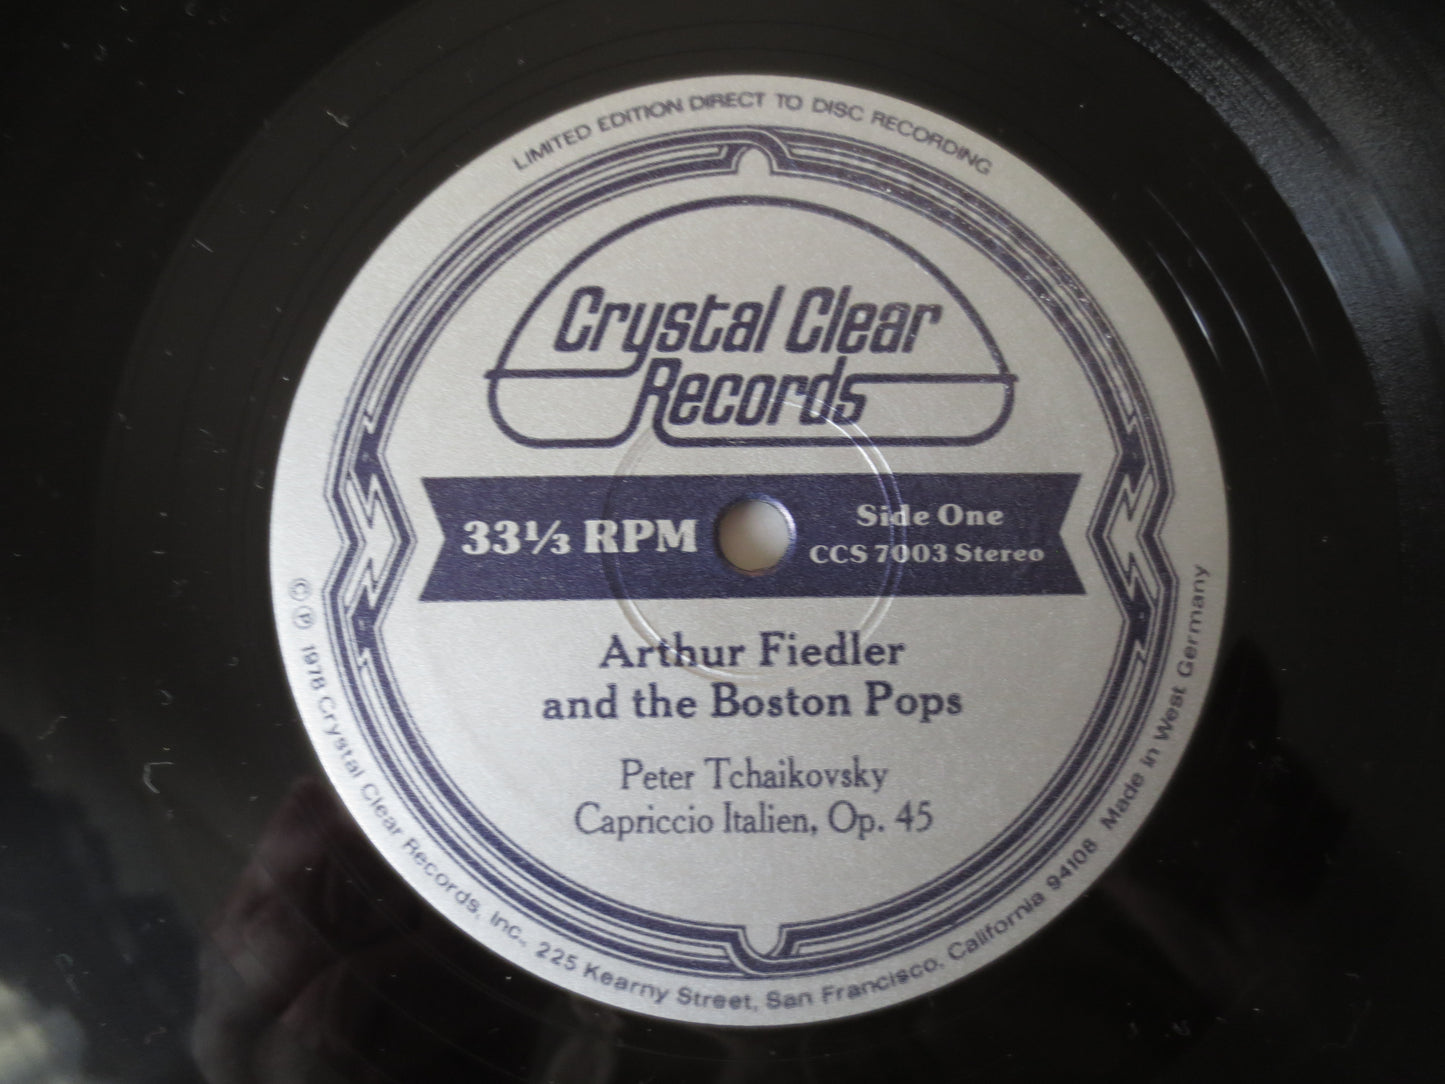 LIMITED EDITION DIRECT TO DISC RECORDING
Crystal Clear
Records
33⅓ RPM
Side One
CCS 7003 Stereo
Arthur Fiedler
and the Boston Pops
Peter Tchaikovsky
Capriccio Italien, Op. 45
©℗ 1978 Crystal Clear Records, Inc., 225 Kearny Street, San Francisco, California 94108 Made in West Germany